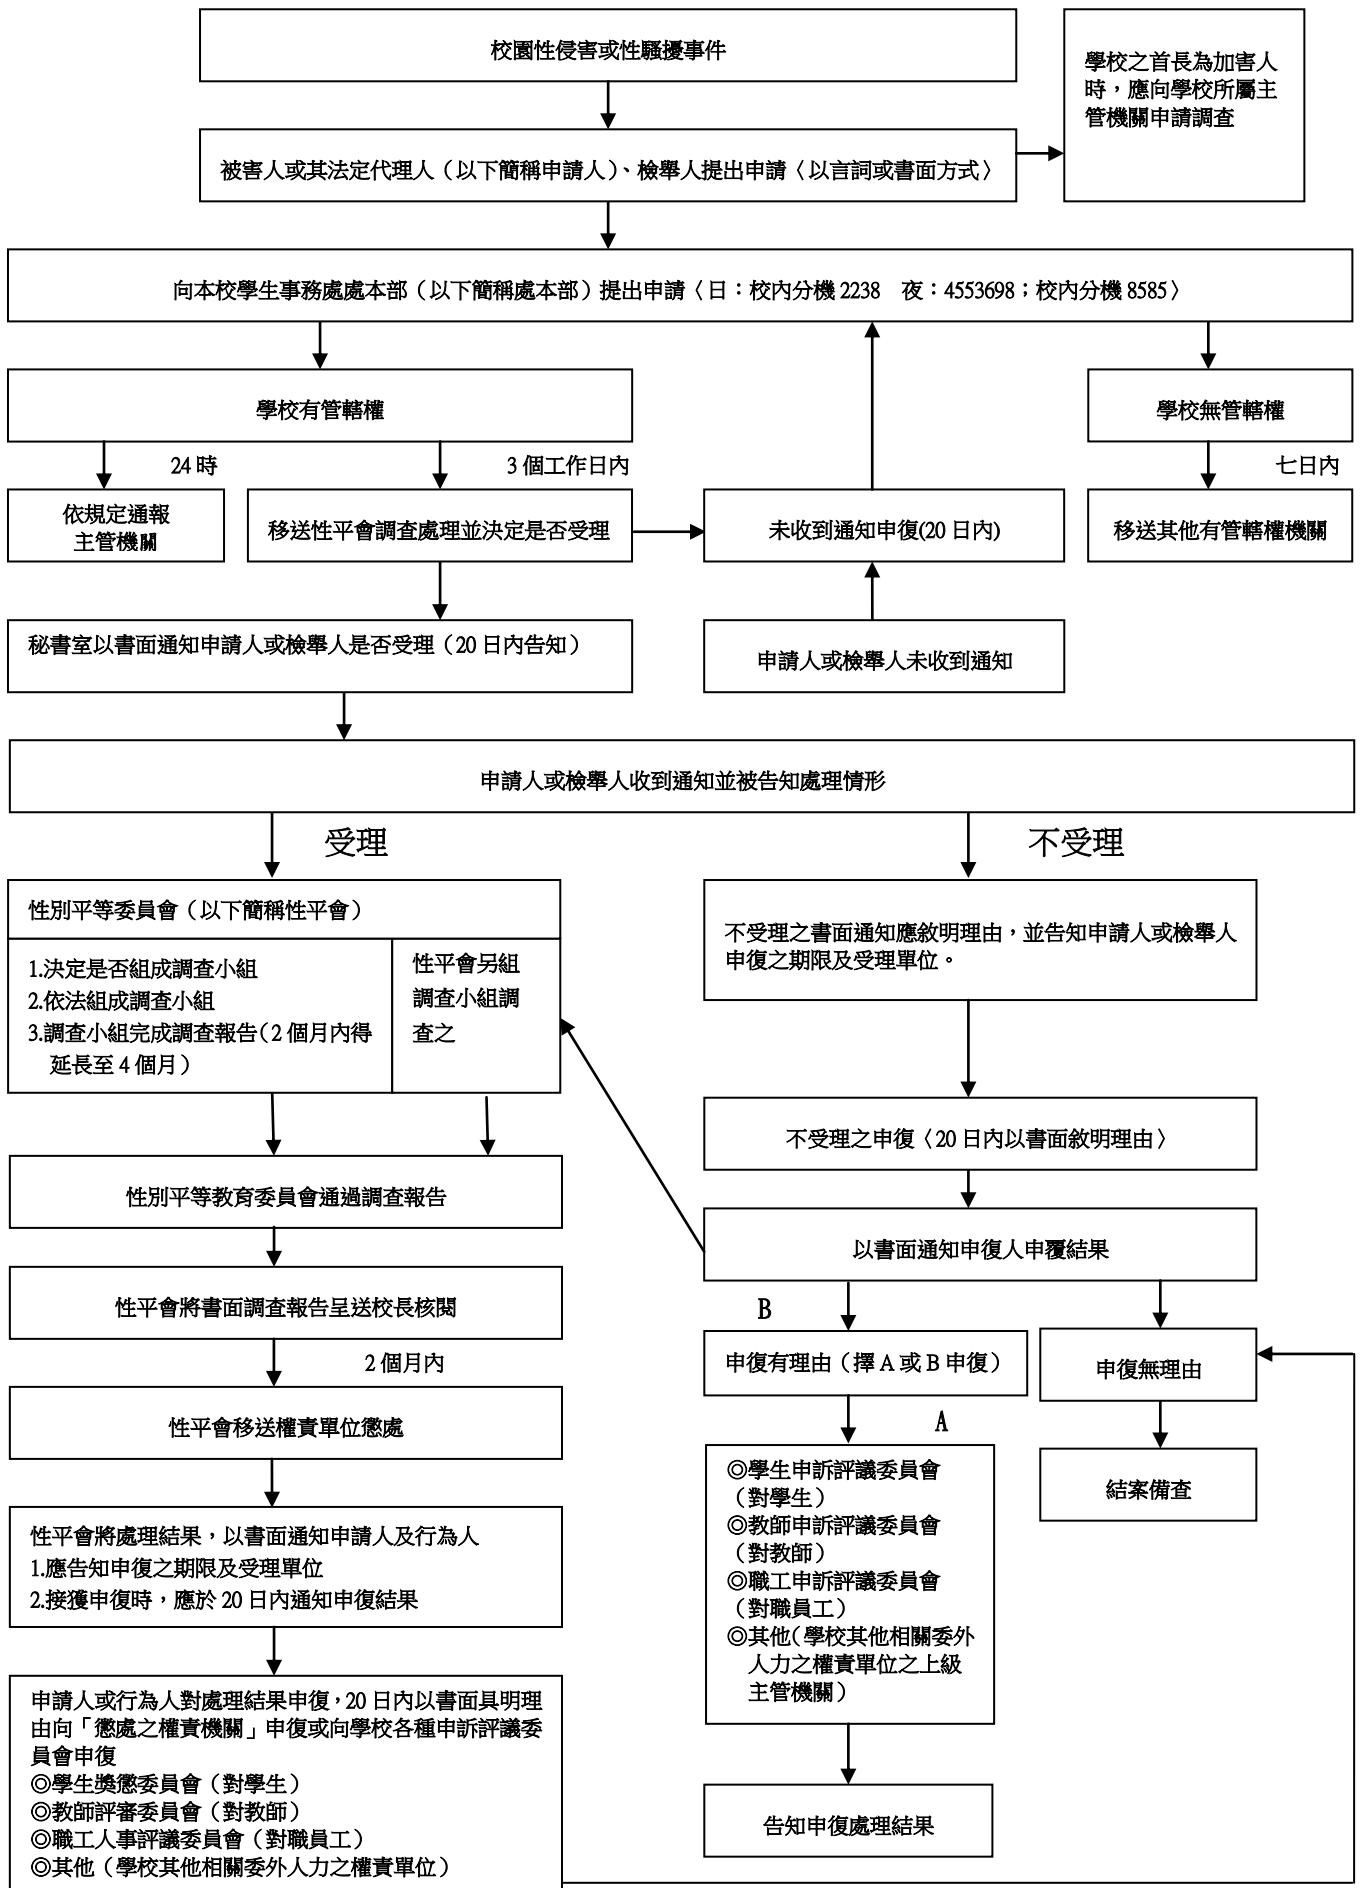 校園性侵害或性騷擾事件
學校之首長為加害人
時，應向學校所屬主
管機關申請調查
被害人或其法定代理人（以下簡稱申請人）、檢舉人提出申請〈以言詞或書面方式〉
向本校學生事務處處本部（以下簡稱處本部）提出申請〈日：校內分機 2238　夜：4553698；校內分機 8585〉
學校有管轄權
學校無管轄權
24 時
3 個工作日內
七日內
依規定通報
主管機關
移送性平會調查處理並決定是否受理
未收到通知申復(20 日內)
移送其他有管轄權機關
秘書室以書面通知申請人或檢舉人是否受理（20 日內告知）
申請人或檢舉人未收到通知
申請人或檢舉人收到通知並被告知處理情形
受理
不受理
性別平等委員會（以下簡稱性平會）
1.決定是否組成調查小組
2.依法組成調查小組
3.調查小組完成調查報告（2 個月內得
延長至 4 個月）
性平會另組
調查小組調
查之
不受理之書面通知應敘明理由，並告知申請人或檢舉人
申復之期限及受理單位。
不受理之申復〈20 日內以書面敘明理由〉
性別平等教育委員會通過調查報告
以書面通知申復人申覆結果
性平會將書面調查報告呈送校長核閱
B
2 個月內
申復有理由（擇 A 或 B 申復）
申復無理由
性平會移送權責單位懲處
A
◎學生申訴評議委員會
（對學生）
◎教師申訴評議委員會
（對教師）
◎職工申訴評議委員會
（對職員工）
◎其他（學校其他相關委外
人力之權責單位之上級
主管機關）
結案備查
性平會將處理結果，以書面通知申請人及行為人
1.應告知申復之期限及受理單位
2.接獲申復時，應於 20 日內通知申復結果
申請人或行為人對處理結果申復，20 日內以書面具明理
由向「懲處之權責機關」申復或向學校各種申訴評議委
員會申復
◎學生獎懲委員會（對學生）
◎教師評審委員會（對教師）
◎職工人事評議委員會（對職員工）
◎其他（學校其他相關委外人力之權責單位）
告知申復處理結果